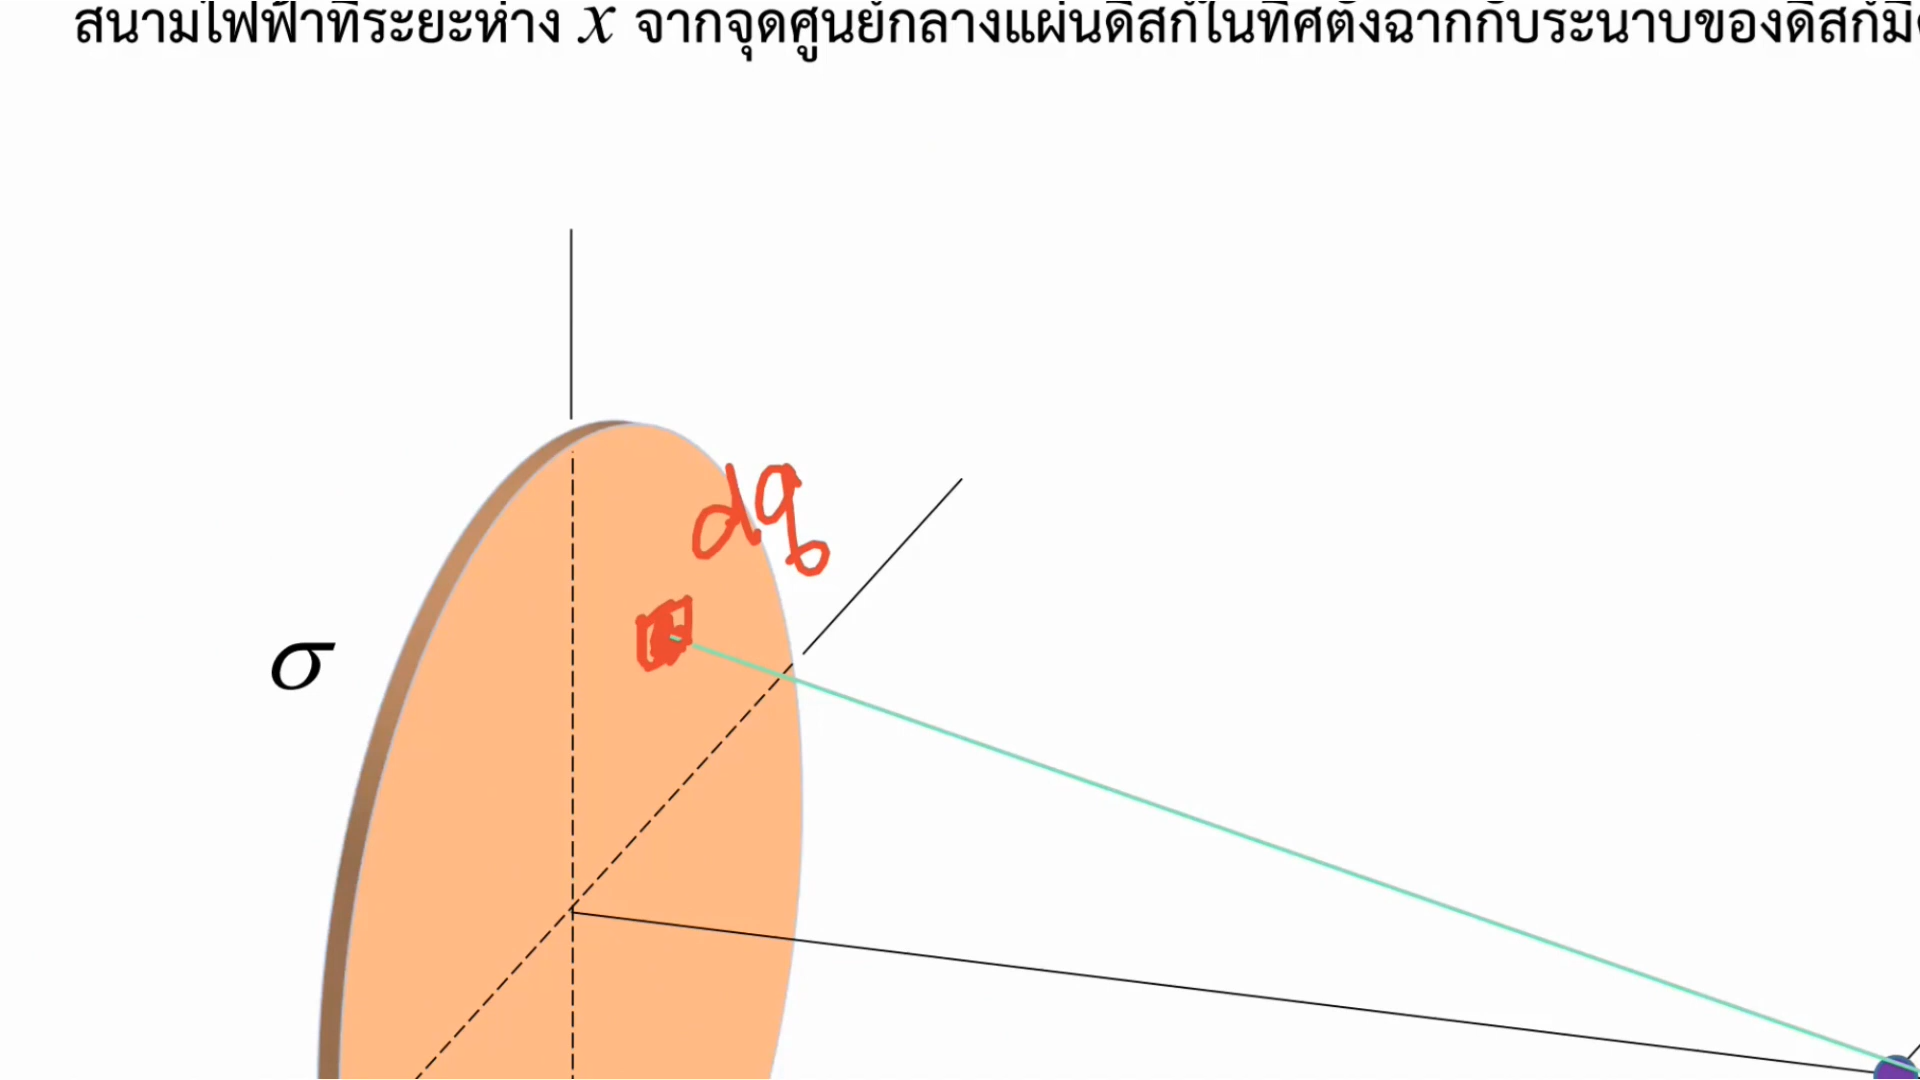 สนามไฟฟ้าที่ระยะห่าง x จากจุดศูนย์กลางแผ่นดิสก์ในทิศตั้งฉากกับระนาบของดิสก์มี
dq
σ